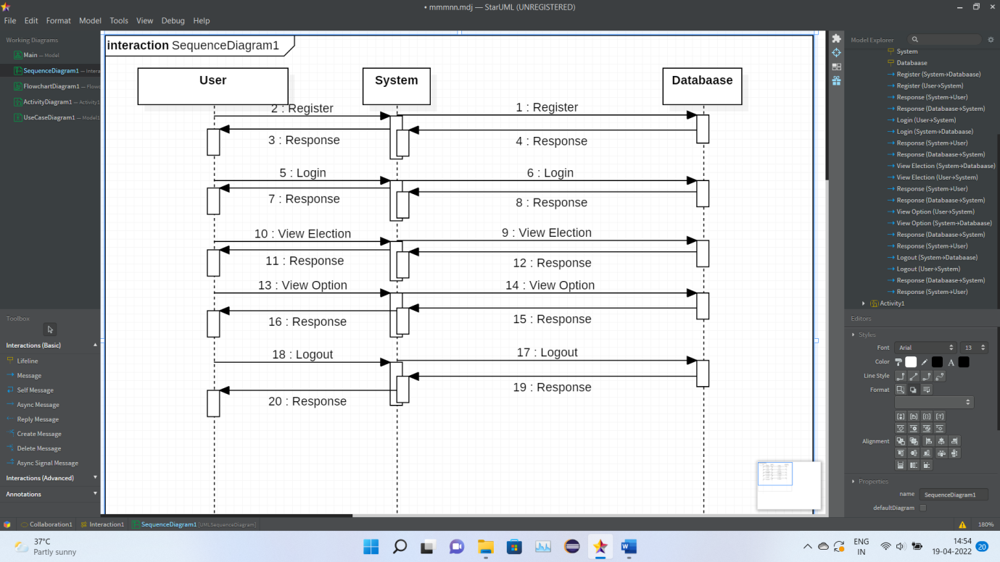 • mmmnn.mdj — StarUML (UNREGISTERED)
File Edit Format Model Tools View Debug Help
Working Diagrams
Main — Model
SequenceDiagram1 — Intera
FlowchartDiagram1 — Flowc
ActivityDiagram1 — Activity1
UseCaseDiagram1 — Model1
Toolbox
Interactions (Basic)
Lifeline
Message
Self Message
Async Message
Reply Message
Create Message
Delete Message
Async Signal Message
Interactions (Advanced)
Annotations
interaction SequenceDiagram1
User System Databaase
2 : Register 1 : Register
3 : Response 4 : Response
5 : Login 6 : Login
7 : Response 8 : Response
10 : View Election 9 : View Election
11 : Response 12 : Response
13 : View Option 14 : View Option
16 : Response 15 : Response
18 : Logout 17 : Logout
20 : Response 19 : Response
Model Explorer
System
Databaase
Register (System→Databaase)
Register (User→System)
Response (System→User)
Response (Databaase→System)
Login (User→System)
Login (System→Databaase)
Response (System→User)
Response (Databaase→System)
View Election (System→Databaase)
View Election (User→System)
Response (System→User)
Response (Databaase→System)
View Option (User→System)
View Option (System→Databaase)
Response (Databaase→System)
Response (System→User)
Logout (System→Databaase)
Logout (User→System)
Response (Databaase→System)
Response (System→User)
Activity1
Editors
Styles
Font Arial 13
Color A
Line Style
Format
Alignment
Properties
name SequenceDiagram1
defaultDiagram
Collaboration1 Interaction1 SequenceDiagram1 [UMLSequenceDiagram] 180%
37°C
Partly sunny
ENG
IN
14:54
19-04-2022
20